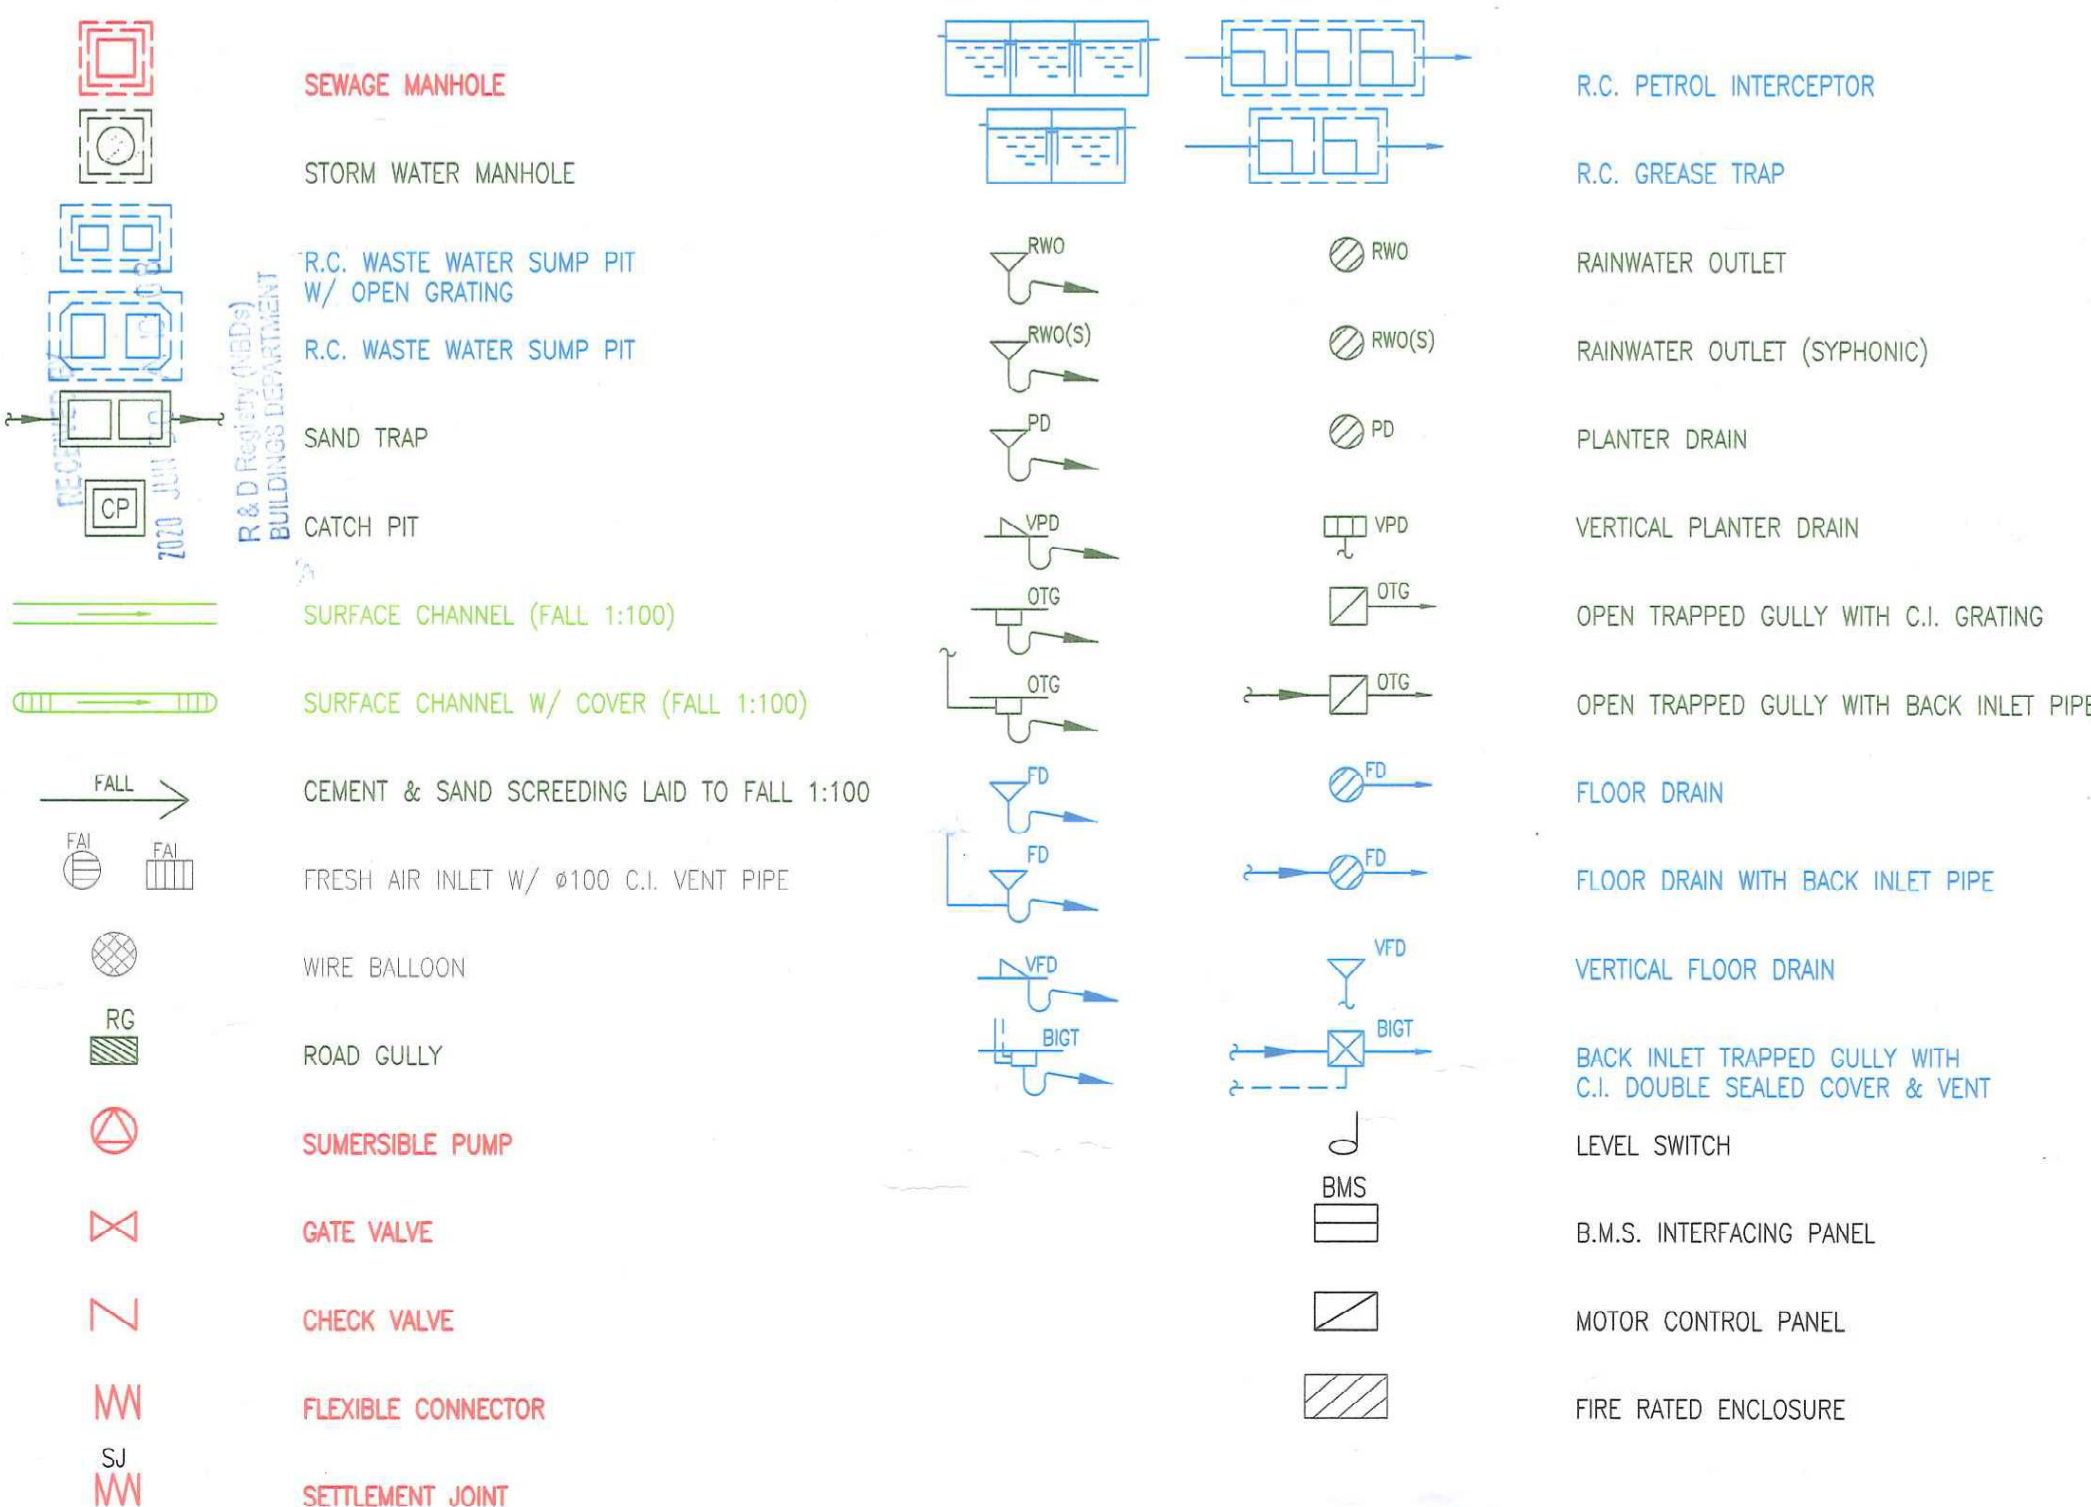 SEWAGE MANHOLE
STORM WATER MANHOLE
R.C. WASTE WATER SUMP PIT
W/ OPEN GRATING
R.C. WASTE WATER SUMP PIT
SAND TRAP
CP
CATCH PIT
RECEIVED
2020 JUN
R & D Registry (NBDs)
BUILDINGS DEPARTMENT
SURFACE CHANNEL (FALL 1:100)
SURFACE CHANNEL W/ COVER (FALL 1:100)
FALL
CEMENT & SAND SCREEDING LAID TO FALL 1:100
FAI
FAI
FRESH AIR INLET W/ ø100 C.I. VENT PIPE
WIRE BALLOON
RG
ROAD GULLY
SUMERSIBLE PUMP
GATE VALVE
CHECK VALVE
FLEXIBLE CONNECTOR
SJ
SETTLEMENT JOINT
R.C. PETROL INTERCEPTOR
R.C. GREASE TRAP
RWO
RWO
RAINWATER OUTLET
RWO(S)
RWO(S)
RAINWATER OUTLET (SYPHONIC)
PD
PD
PLANTER DRAIN
VPD
VPD
VERTICAL PLANTER DRAIN
OTG
OTG
OPEN TRAPPED GULLY WITH C.I. GRATING
OTG
OTG
OPEN TRAPPED GULLY WITH BACK INLET PIPE
FD
FD
FLOOR DRAIN
FD
FD
FLOOR DRAIN WITH BACK INLET PIPE
VFD
VFD
VERTICAL FLOOR DRAIN
BIGT
BIGT
BACK INLET TRAPPED GULLY WITH
C.I. DOUBLE SEALED COVER & VENT
LEVEL SWITCH
BMS
B.M.S. INTERFACING PANEL
MOTOR CONTROL PANEL
FIRE RATED ENCLOSURE